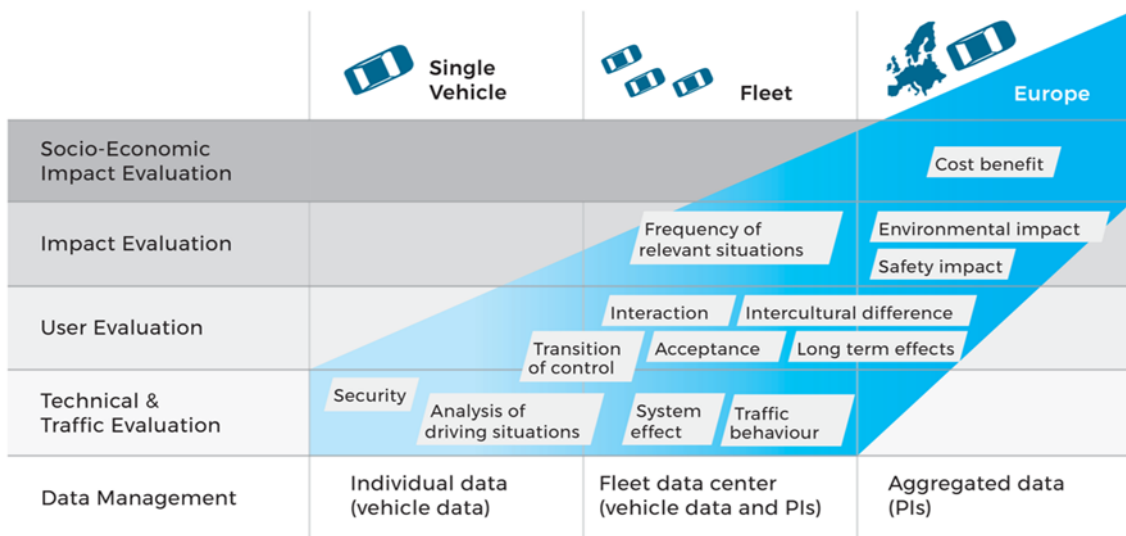 Single
Vehicle
Fleet
Europe
Socio-Economic
Impact Evaluation
Cost benefit
Impact Evaluation
Frequency of
relevant situations
Environmental impact
Safety impact
User Evaluation
Interaction
Intercultural difference
Transition
of control
Acceptance
Long term effects
Technical &
Traffic Evaluation
Security
Analysis of
driving situations
System
effect
Traffic
behaviour
Data Management
Individual data
(vehicle data)
Fleet data center
(vehicle data and PIs)
Aggregated data
(PIs)